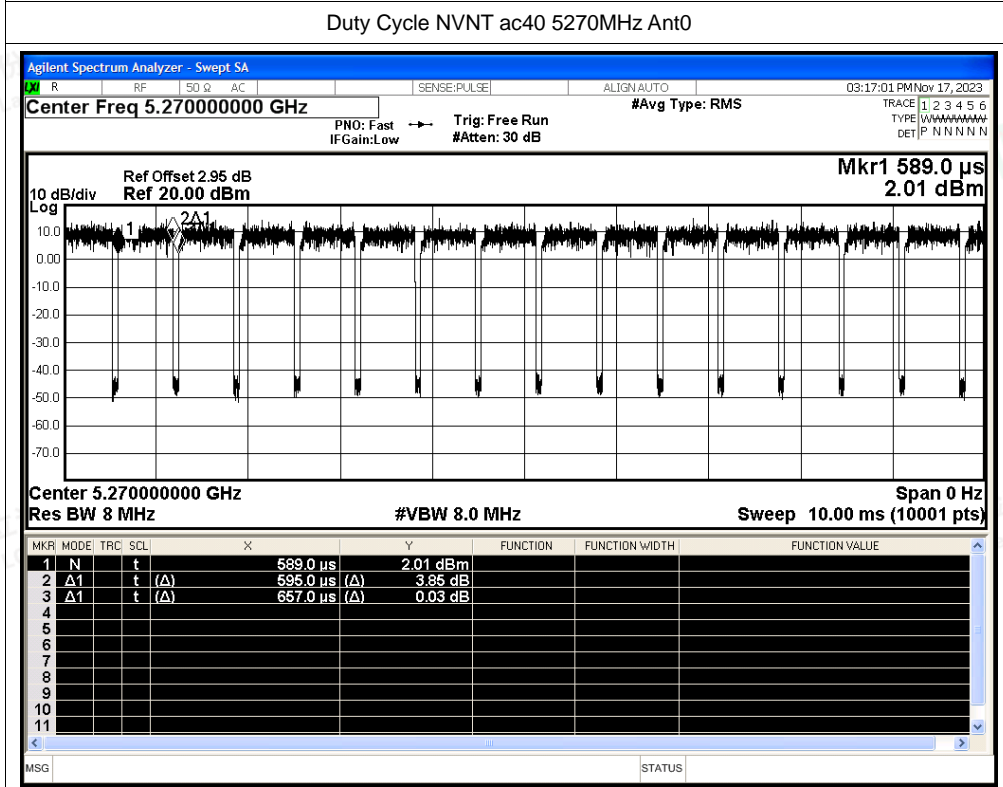 Duty Cycle NVNT ac40 5270MHz Ant0
Agilent Spectrum Analyzer - Swept SA
LXI R RF 50 Ω AC SENSE:PULSE ALIGN AUTO 03:17:01 PM Nov 17, 2023
Center Freq 5.270000000 GHz #Avg Type: RMS TRACE 1 2 3 4 5 6
PNO: Fast Trig: Free Run TYPE W
IFGain:Low #Atten: 30 dB DET P N N N N N
Mkr1 589.0 µs
Ref Offset 2.95 dB
10 dB/div Ref 20.00 dBm 2.01 dBm
Log
2Δ1
10.0 1
0.00
-10.0
-20.0
-30.0
-40.0
-50.0
-60.0
-70.0
Center 5.270000000 GHz Span 0 Hz
Res BW 8 MHz #VBW 8.0 MHz Sweep 10.00 ms (10001 pts)
MKR MODE TRC SCL X Y FUNCTION FUNCTION WIDTH FUNCTION VALUE
1 N t 589.0 µs 2.01 dBm
2 Δ1 t (Δ) 595.0 µs (Δ) 3.85 dB
3 Δ1 t (Δ) 657.0 µs (Δ) 0.03 dB
4
5
6
7
8
9
10
11
MSG STATUS